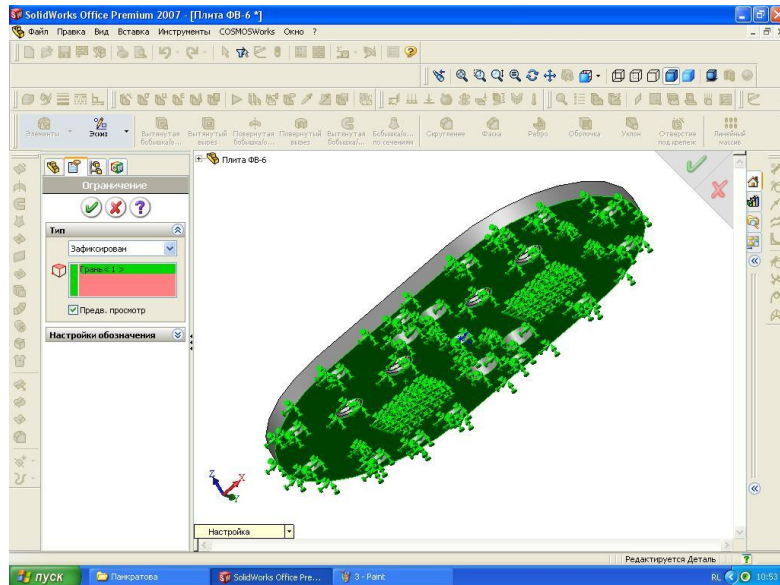 SolidWorks Office Premium 2007 - [Плита ФВ-6 *]
Файл Правка Вид Вставка Инструменты COSMOSWorks Окно ?
Элементы Эскиз Вытянутая бобышка/о... Вытянутый вырез Повернутая бобышка/о... Повернутый вырез Вытянутая бобышка/о... Бобышка/о... по сечениям Скругление Фаска Ребро Оболочка Уклон Отверстие под крепеж Линейный массив
Плита ФВ-6
Ограничение
Тип
Зафиксирован
Грань< 1 >
Предв. просмотр
Настройки обозначения
Z X Y
Настройка
Редактируется Деталь
пуск Панкратова SolidWorks Office Pre... 3 - Paint RL 18:53